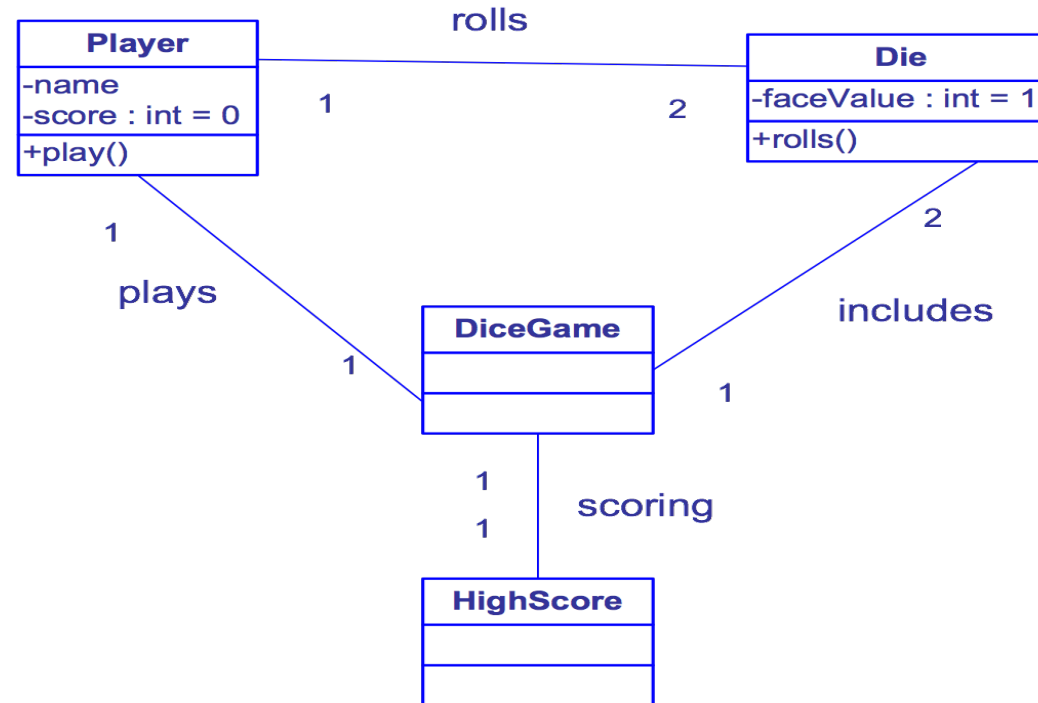 rolls
Player
-name
-score : int = 0
+play()
1
2
Die
-faceValue : int = 1
+rolls()
1
plays
1
2
includes
1
DiceGame
1
scoring
1
HighScore